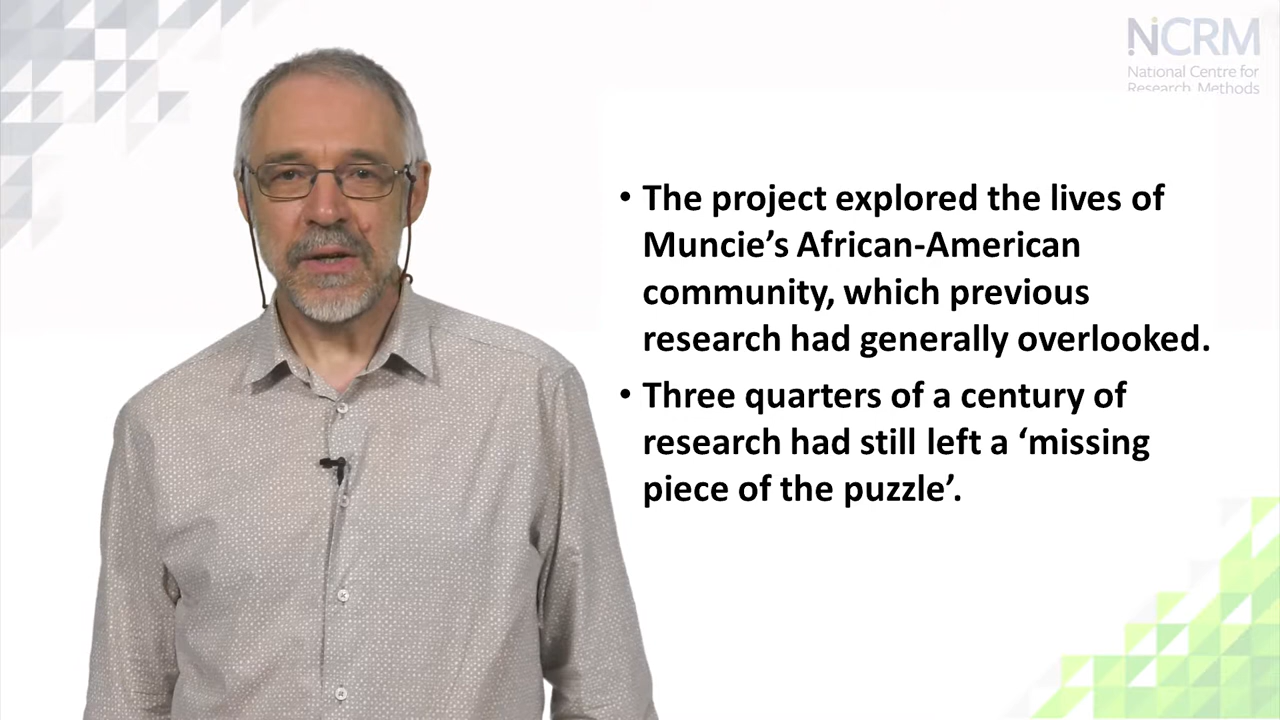 NCRM
National Centre for
Research Methods
• The project explored the lives of
Muncie’s African-American
community, which previous
research had generally overlooked.
• Three quarters of a century of
research had still left a ‘missing
piece of the puzzle’.